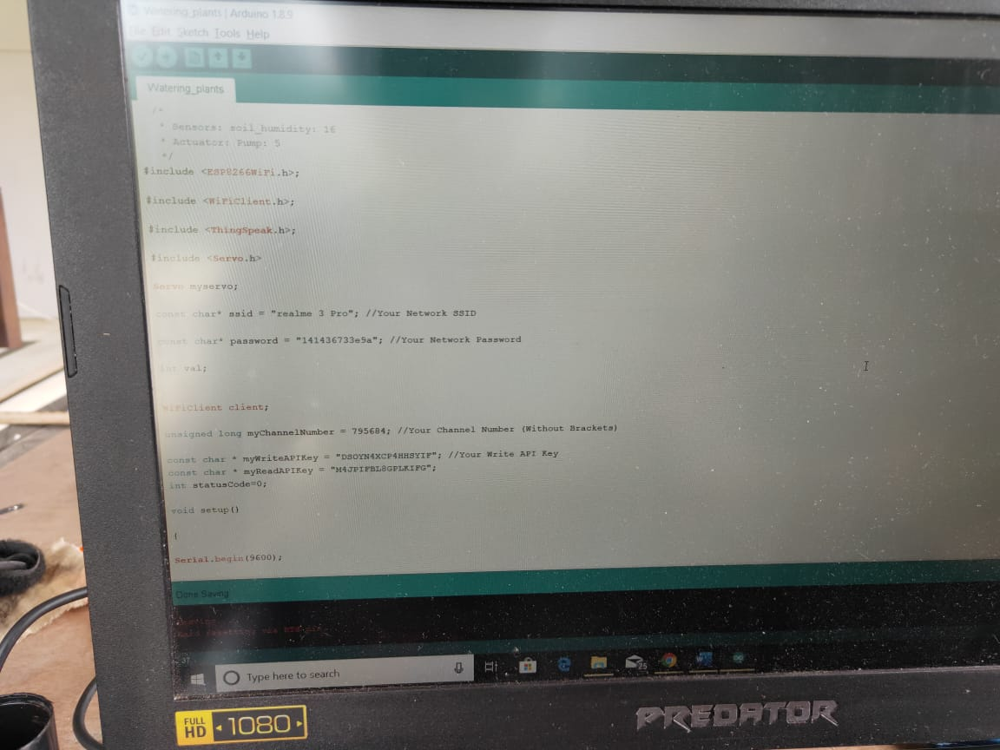 Watering_plants | Arduino 1.8.9
File Edit Sketch Tools Help
Watering_plants
/*
* Sensors: soil_humidity: 16
* Actuator: Pump: 5
*/
#include <ESP8266WiFi.h>;
#include <WiFiClient.h>;
#include <ThingSpeak.h>;
#include <Servo.h>
Servo myservo;
const char* ssid = "realme 3 Pro"; //Your Network SSID
const char* password = "141436733e9a"; //Your Network Password
int val;
WiFiClient client;
unsigned long myChannelNumber = 795684; //Your Channel Number (Without Brackets)
const char * myWriteAPIKey = "DSOYN4XCP4HHSYIF"; //Your Write API Key
const char * myReadAPIKey = "M4JPIFBL8GPLKIFG";
int statusCode=0;
void setup()
{
Serial.begin(9600);
Done Saving
37
Type here to search
FULL HD 1080
PREDATOR